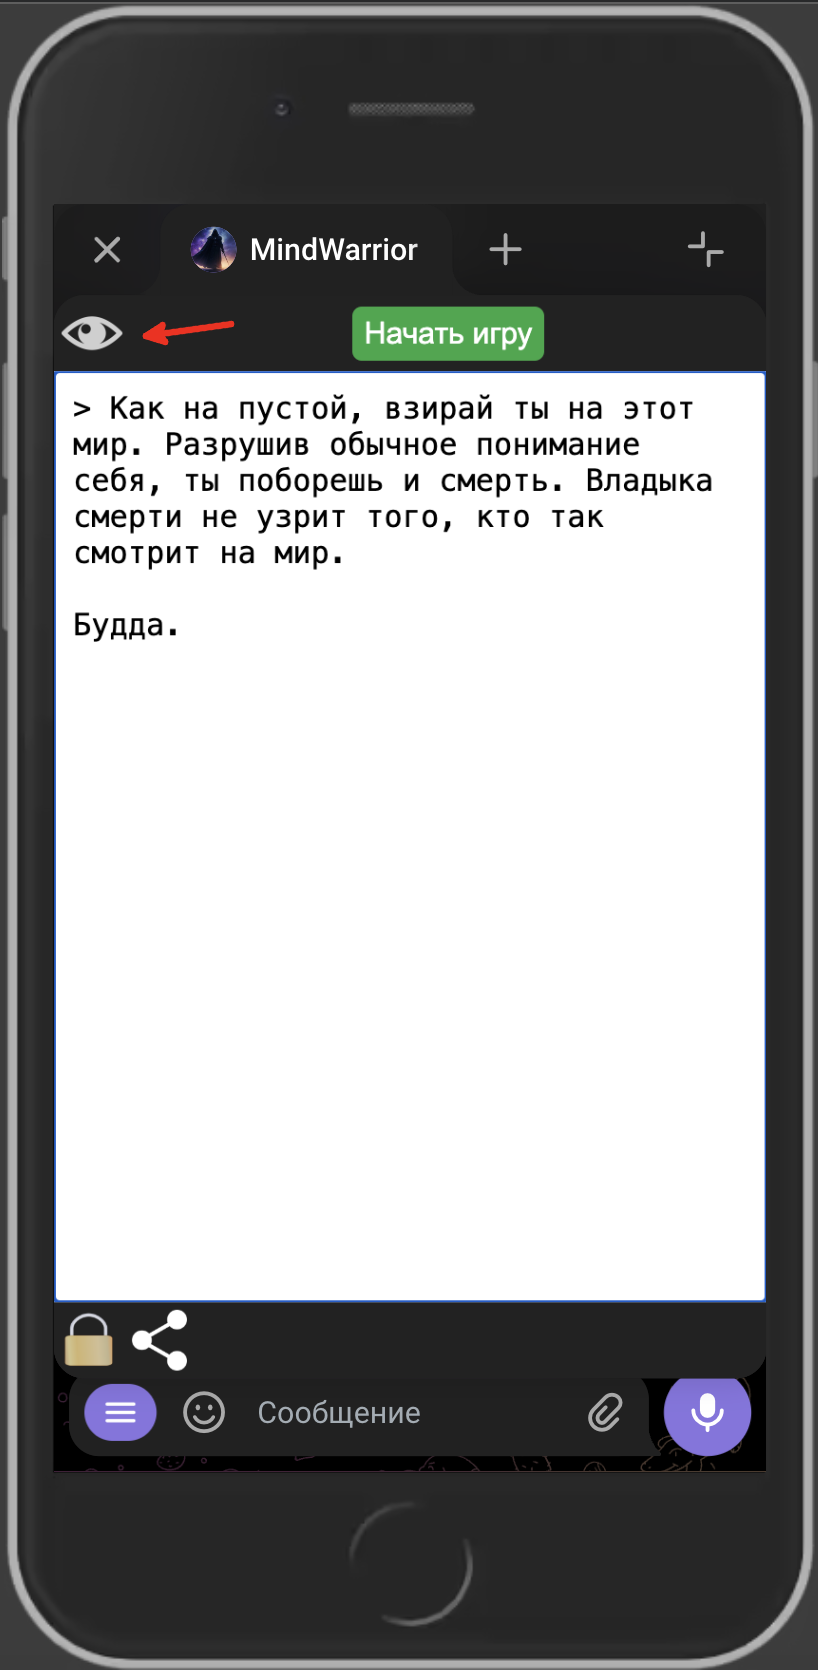 MindWarrior
Начать игру
> Как на пустой, взирай ты на этот
мир. Разрушив обычное понимание
себя, ты поборешь и смерть. Владыка
смерти не узрит того, кто так
смотрит на мир.
Будда.
Сообщение